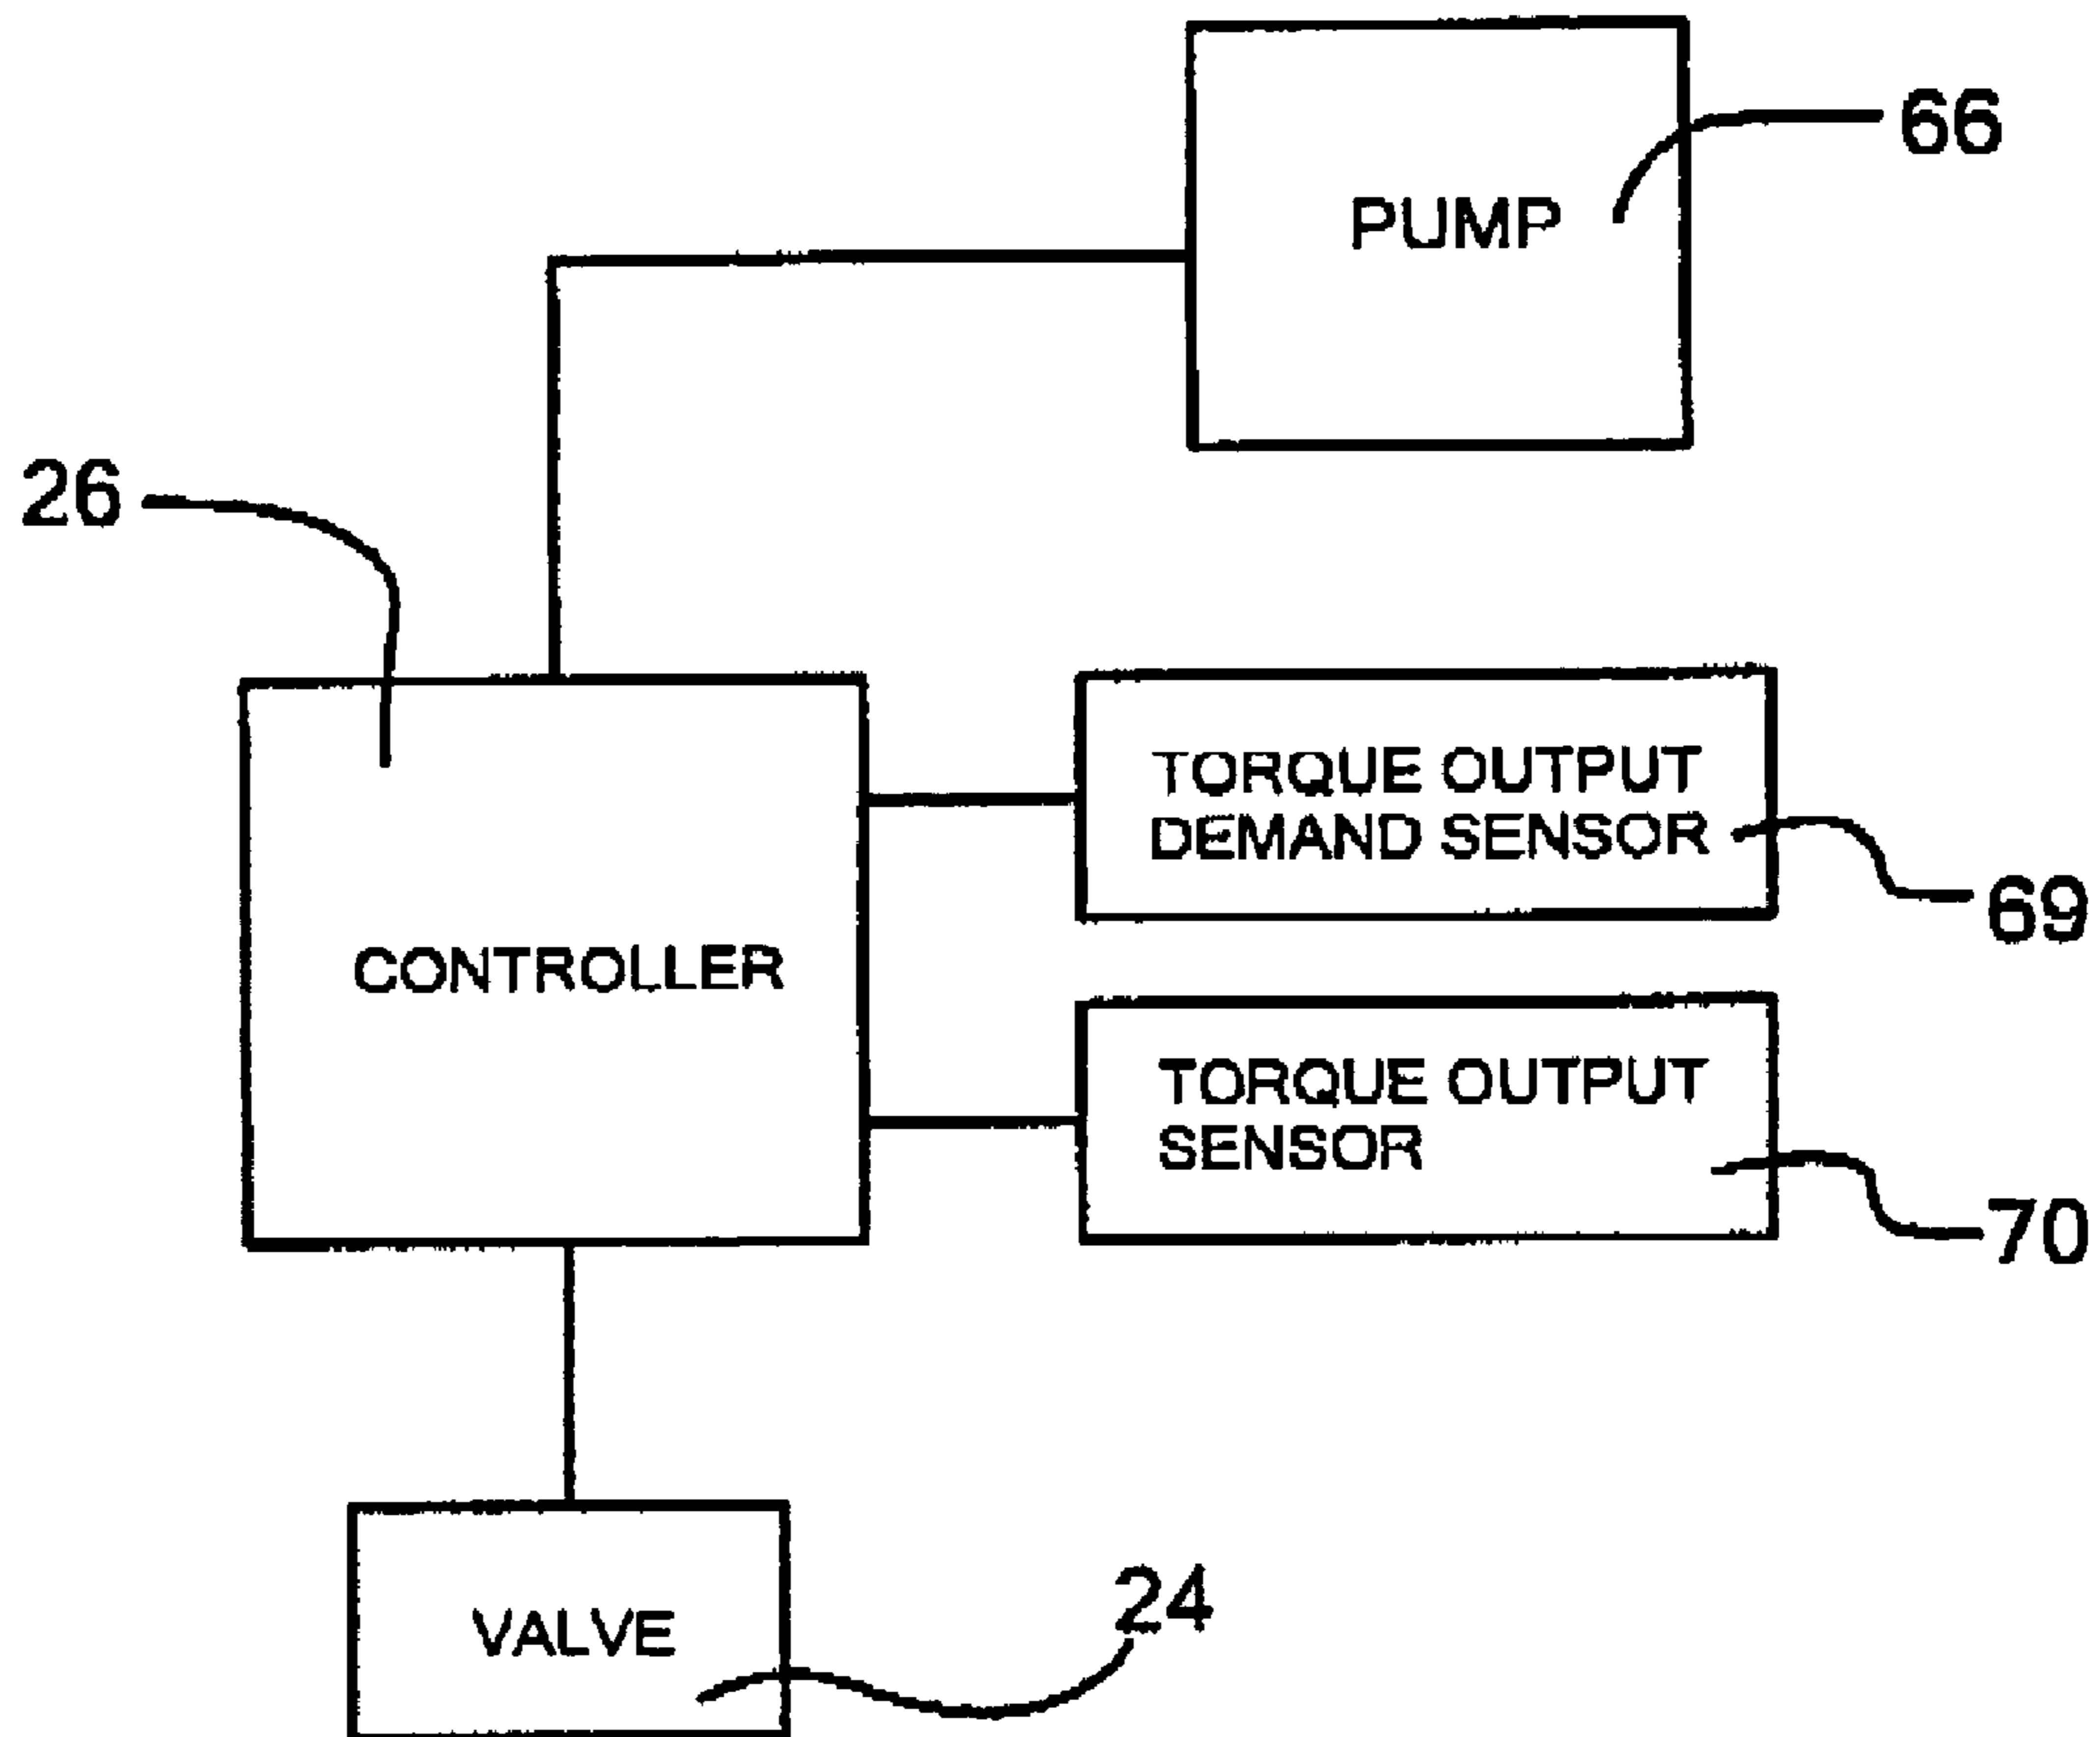 66
PUMP
26
TORQUE OUTPUT
DEMAND SENSOR
69
CONTROLLER
TORQUE OUTPUT
SENSOR
70
24
VALVE